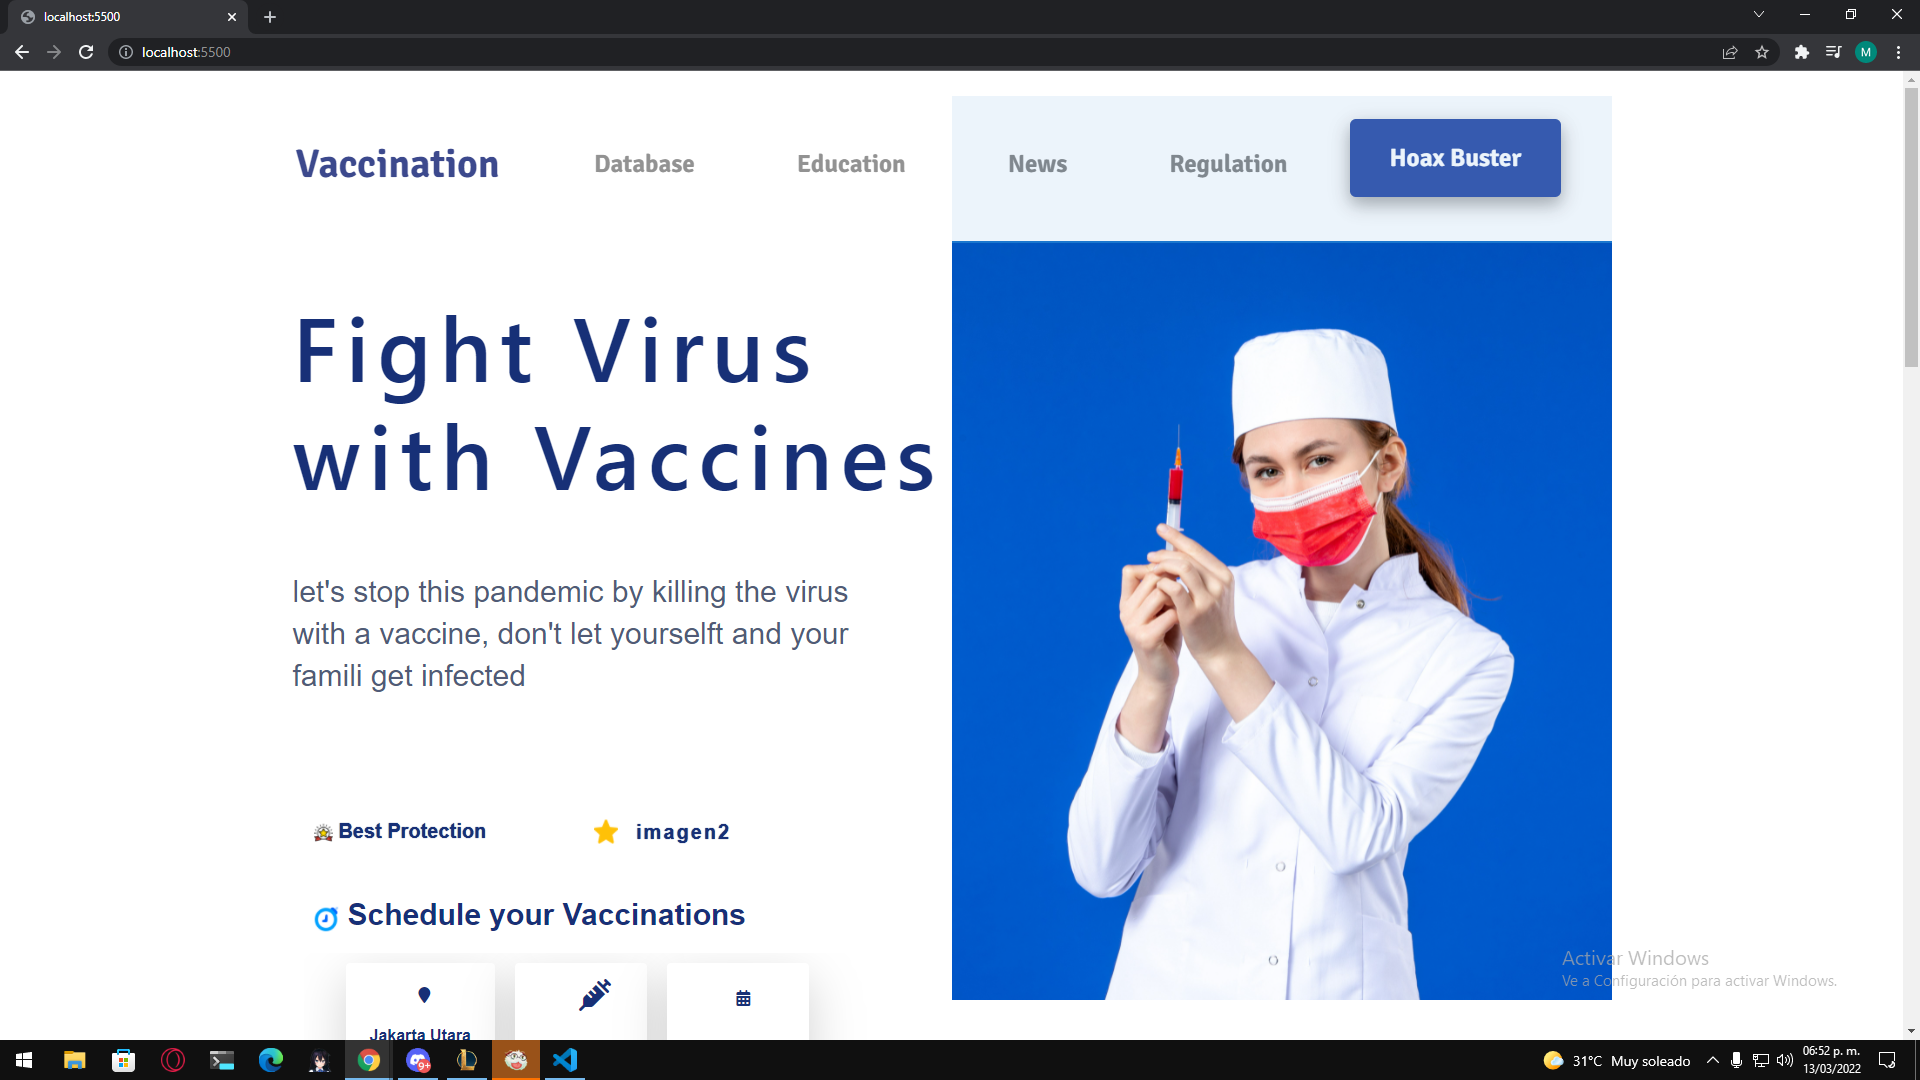 localhost:5500
localhost:5500
M
Vaccination
Database
Education
News
Regulation
Hoax Buster
Fight Virus
with Vaccines
let's stop this pandemic by killing the virus
with a vaccine, don't let yourselft and your
famili get infected
Best Protection
imagen2
Schedule your Vaccinations
Jakarta Utara
Activar Windows
Ve a Configuración para activar Windows.
9+
31°C Muy soleado
06:52 p. m.
13/03/2022